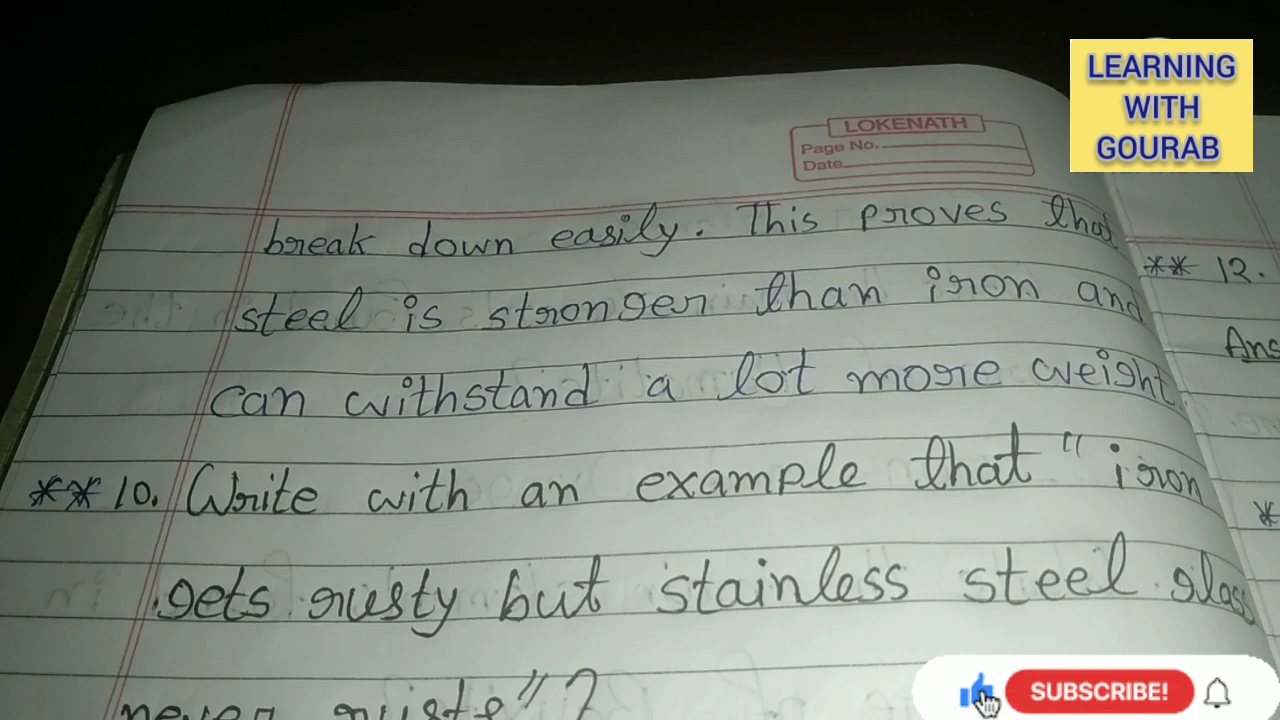 LEARNING
WITH
GOURAB
LOKENATH
Page No.
Date
break down easily. This proves that
steel is stronger than iron and
can withstand a lot more weight
** 10. Write with an example that "iron
gets rusty but stainless steel glass
never rusts"?
** 12.
Ans
*
SUBSCRIBE!